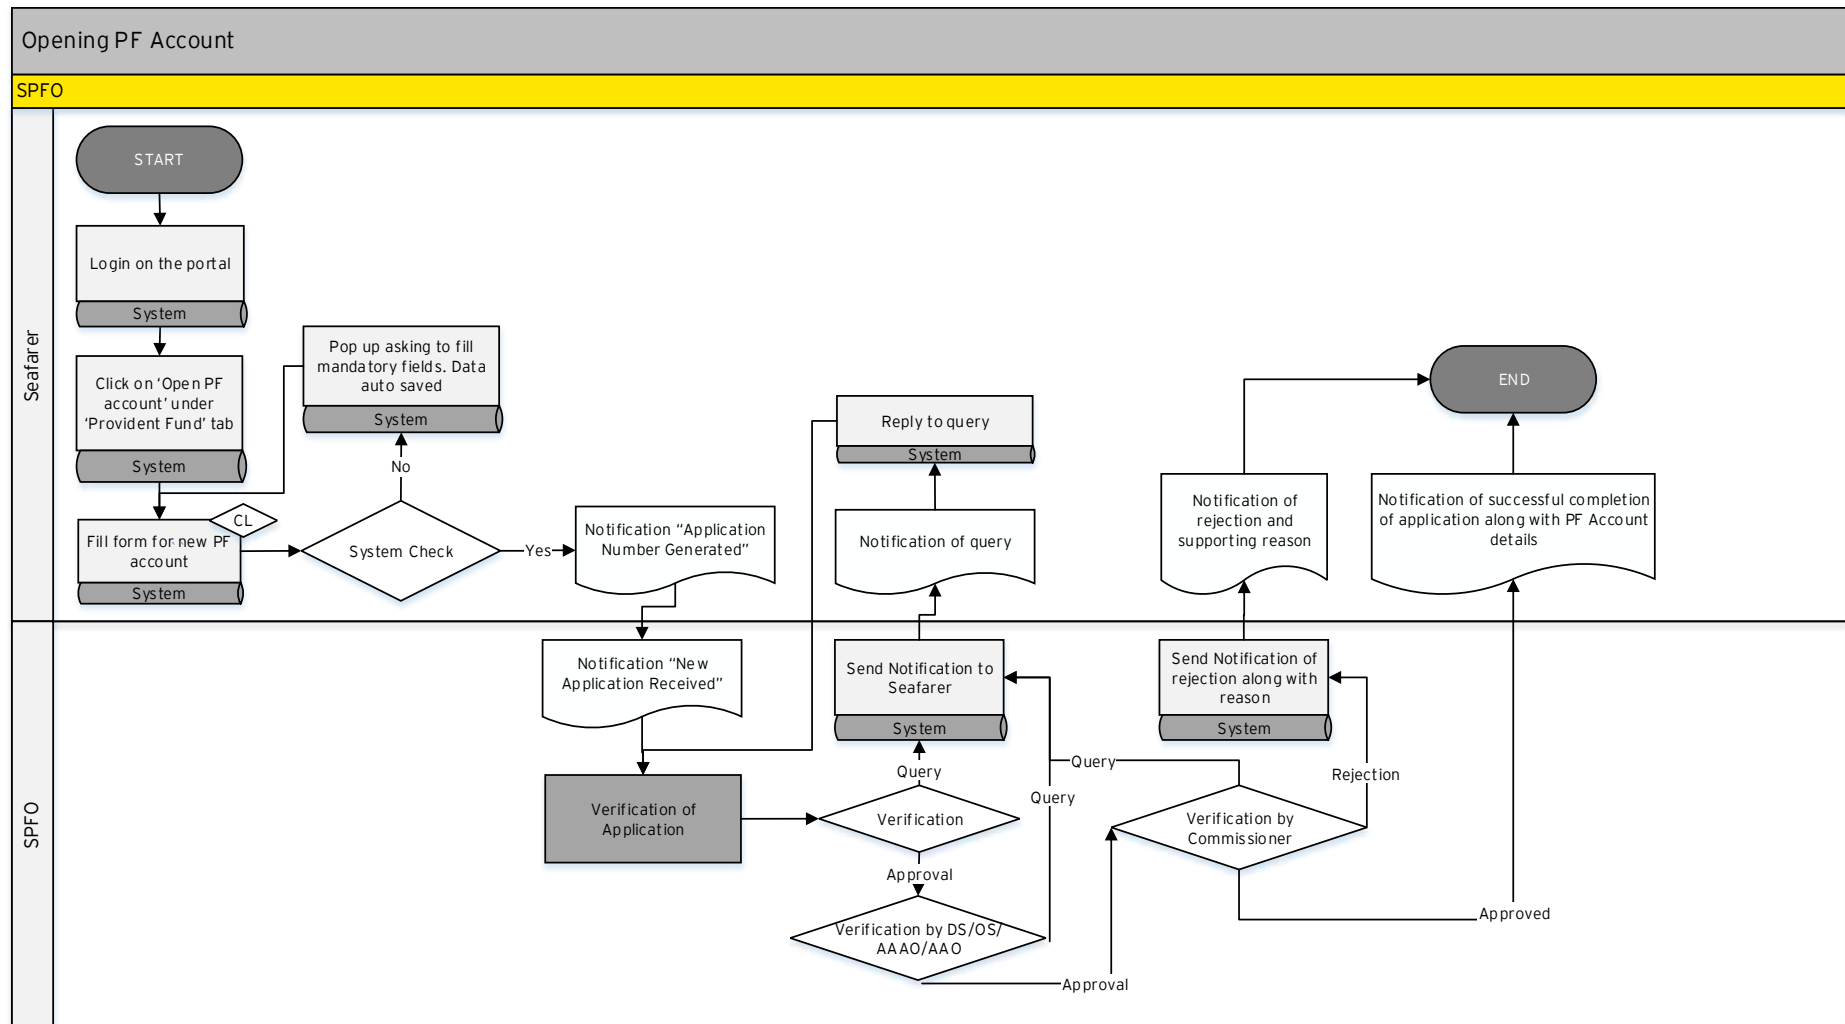 Opening PF Account
SPFO
Seafarer
START
Login on the portal
System
Click on ‘Open PF
account’ under
‘Provident Fund’ tab
System
CL
Fill form for new PF
account
System
Pop up asking to fill
mandatory fields. Data
auto saved
System
No
System Check
Yes
Notification “Application
Number Generated”
Reply to query
System
Notification of query
Notification of
rejection and
supporting reason
END
Notification of successful completion
of application along with PF Account
details
SPFO
Notification “New
Application Received”
Verification of
Application
Send Notification to
Seafarer
System
Query
Verification
Approval
Verification by DS/OS/
AAAO/AAO
Query
Query
Approval
Send Notification of
rejection along with
reason
System
Rejection
Verification by
Commissioner
Approved